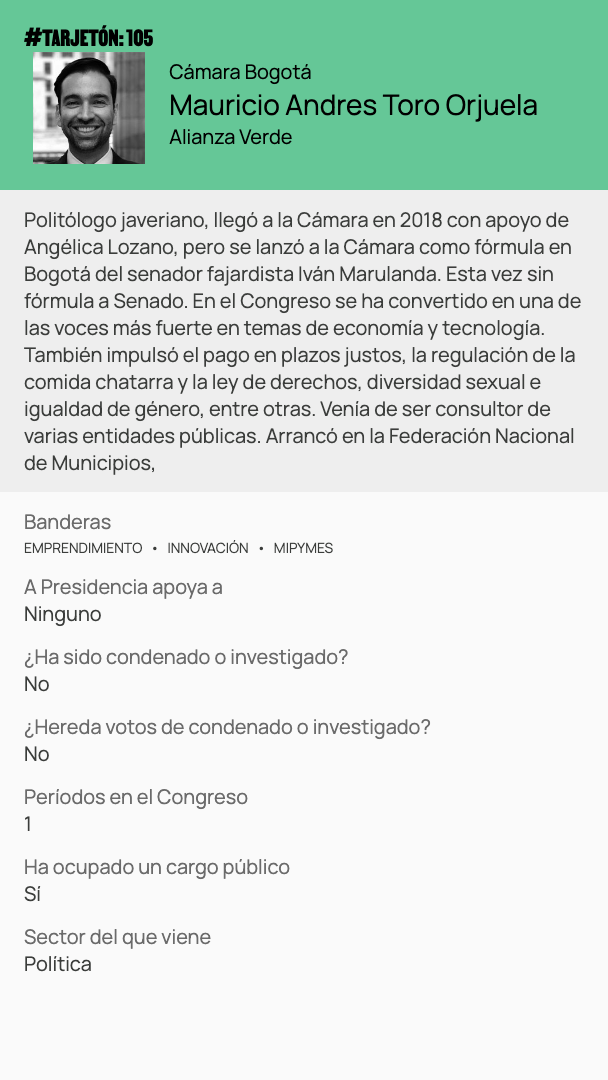 #TARJETÓN: 105
Cámara Bogotá
Mauricio Andres Toro Orjuela
Alianza Verde
Politólogo javeriano, llegó a la Cámara en 2018 con apoyo de
Angélica Lozano, pero se lanzó a la Cámara como fórmula en
Bogotá del senador fajardista Iván Marulanda. Esta vez sin
fórmula a Senado. En el Congreso se ha convertido en una de
las voces más fuerte en temas de economía y tecnología.
También impulsó el pago en plazos justos, la regulación de la
comida chatarra y la ley de derechos, diversidad sexual e
igualdad de género, entre otras. Venía de ser consultor de
varias entidades públicas. Arrancó en la Federación Nacional
de Municipios,
Banderas
EMPRENDIMIENTO • INNOVACIÓN • MIPYMES
A Presidencia apoya a
Ninguno
¿Ha sido condenado o investigado?
No
¿Hereda votos de condenado o investigado?
No
Períodos en el Congreso
1
Ha ocupado un cargo público
Sí
Sector del que viene
Política